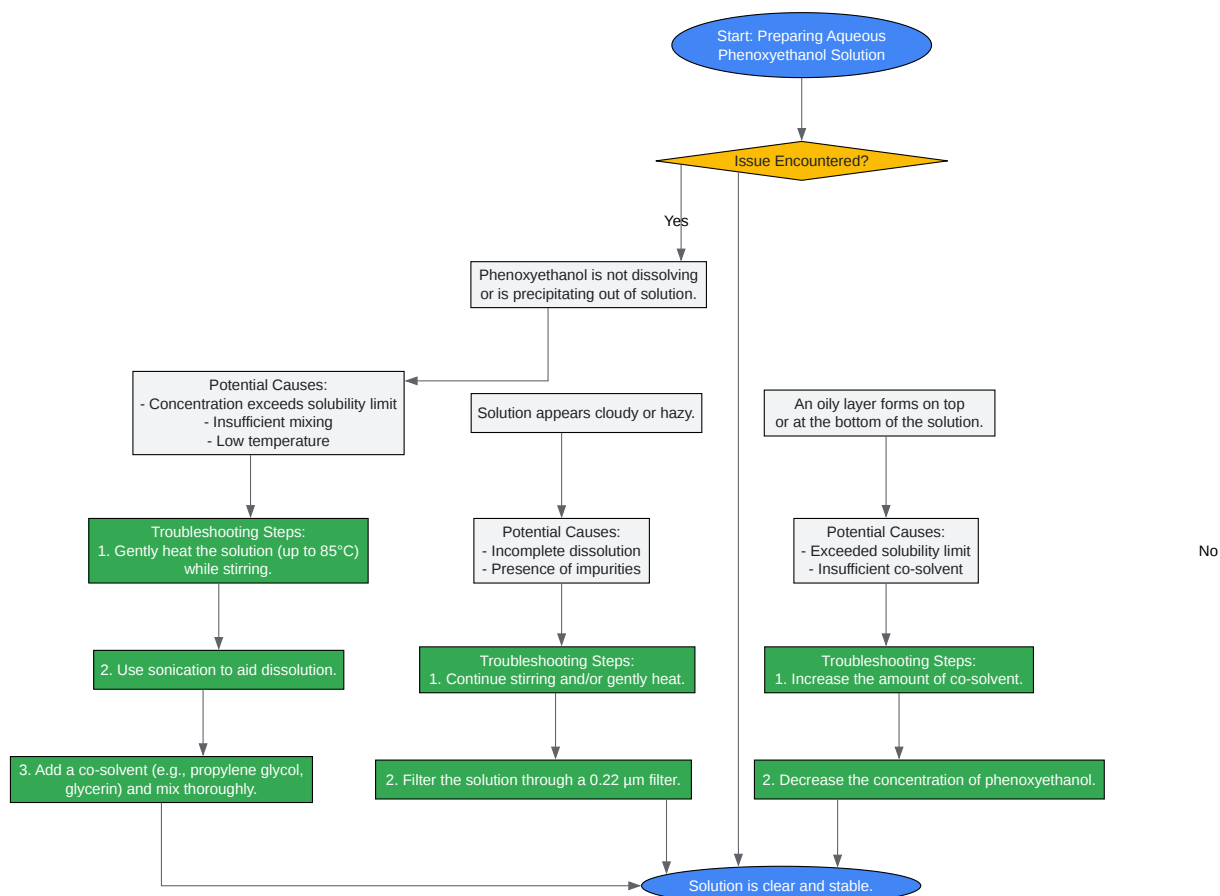 Start: Preparing Aqueous
Phenoxyethanol Solution
Issue Encountered?
Yes
Phenoxyethanol is not dissolving
or is precipitating out of solution.
Potential Causes:
- Concentration exceeds solubility limit
- Insufficient mixing
- Low temperature
Solution appears cloudy or hazy.
An oily layer forms on top
or at the bottom of the solution.
Troubleshooting Steps:
1. Gently heat the solution (up to 85°C)
while stirring.
Potential Causes:
- Incomplete dissolution
- Presence of impurities
Potential Causes:
- Exceeded solubility limit
- Insufficient co-solvent
No
2. Use sonication to aid dissolution.
Troubleshooting Steps:
1. Continue stirring and/or gently heat.
Troubleshooting Steps:
1. Increase the amount of co-solvent.
3. Add a co-solvent (e.g., propylene glycol,
glycerin) and mix thoroughly.
2. Filter the solution through a 0.22 µm filter.
2. Decrease the concentration of phenoxyethanol.
Solution is clear and stable.